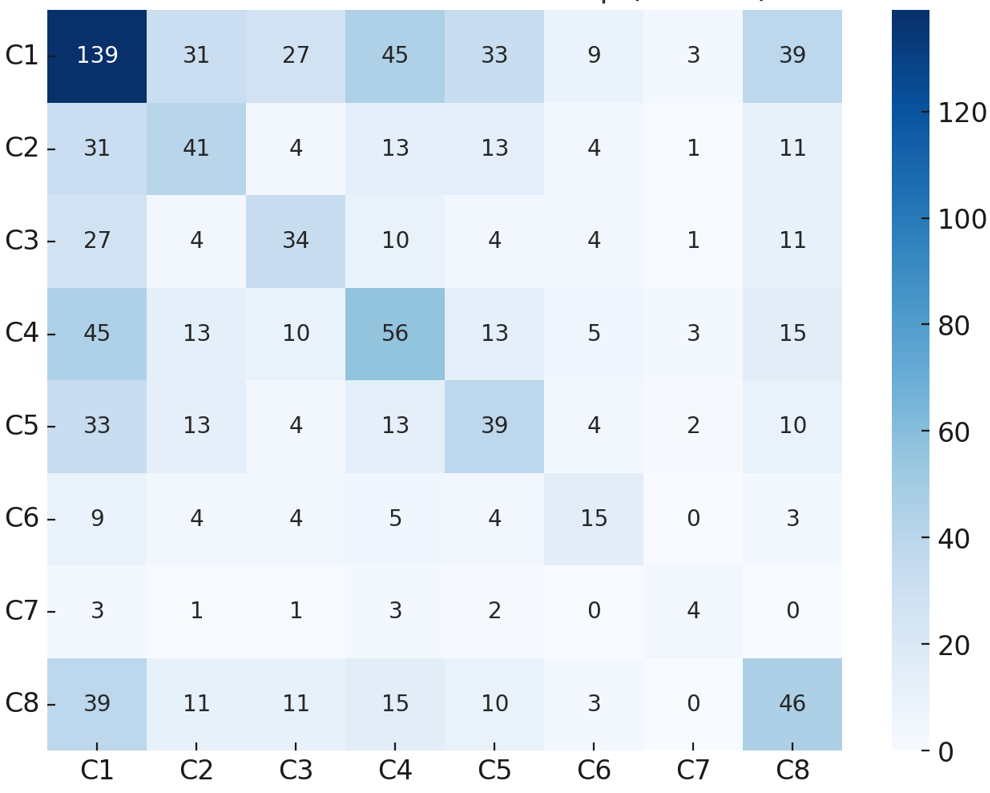 C1 139 31 27 45 33 9 3 39
C2 31 41 4 13 13 4 1 11
C3 27 4 34 10 4 4 1 11
C4 45 13 10 56 13 5 3 15
C5 33 13 4 13 39 4 2 10
C6 9 4 4 5 4 15 0 3
C7 3 1 1 3 2 0 4 0
C8 39 11 11 15 10 3 0 46
C1 C2 C3 C4 C5 C6 C7 C8
120
100
80
60
40
20
0